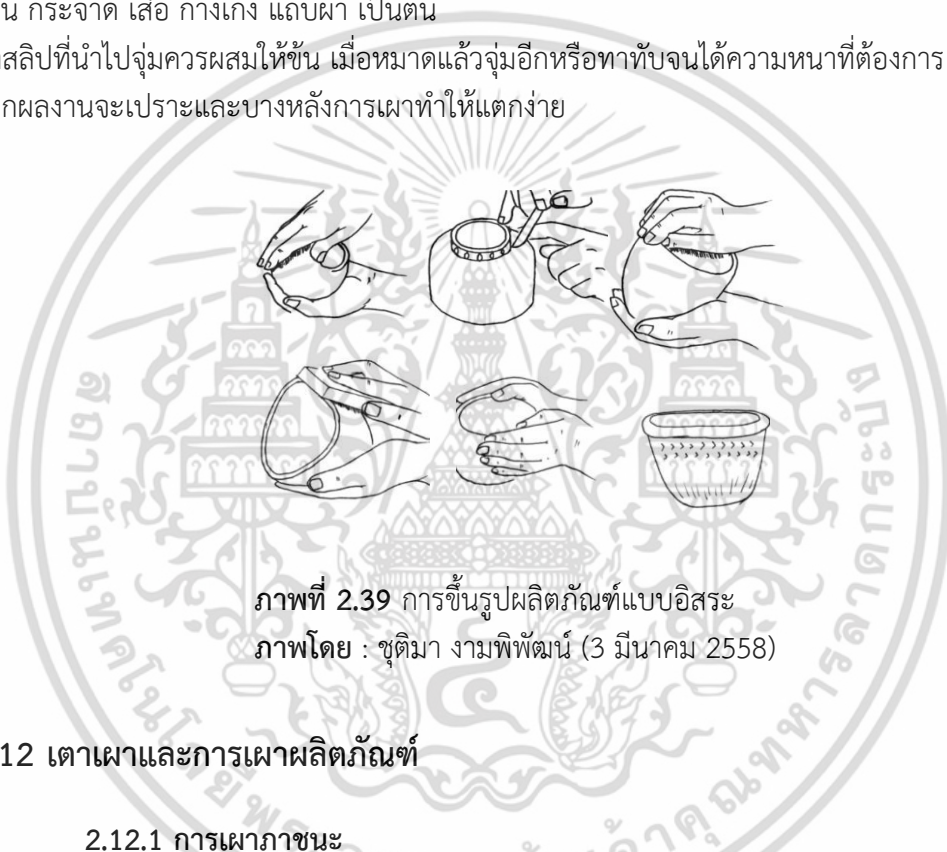 กระจาด เสื้อ กางเกง แถบผ้า เป็นต้น
สลิปที่นำไปจุ่มควรผสมให้ข้น เมื่อหมาดแล้วจุ่มอีกหรือทาทับจนได้ความหนาที่ต้องการ
ผลงานจะเปราะและบางหลังการเผาทำให้แตกง่าย
ภาพที่ 2.39 การขึ้นรูปผลิตภัณฑ์แบบอิสระ
ภาพโดย : ชุติมา งามพิพัฒน์ (3 มีนาคม 2558)
12 เตาเผาและการเผาผลิตภัณฑ์
2.12.1 การเผาภาชนะ